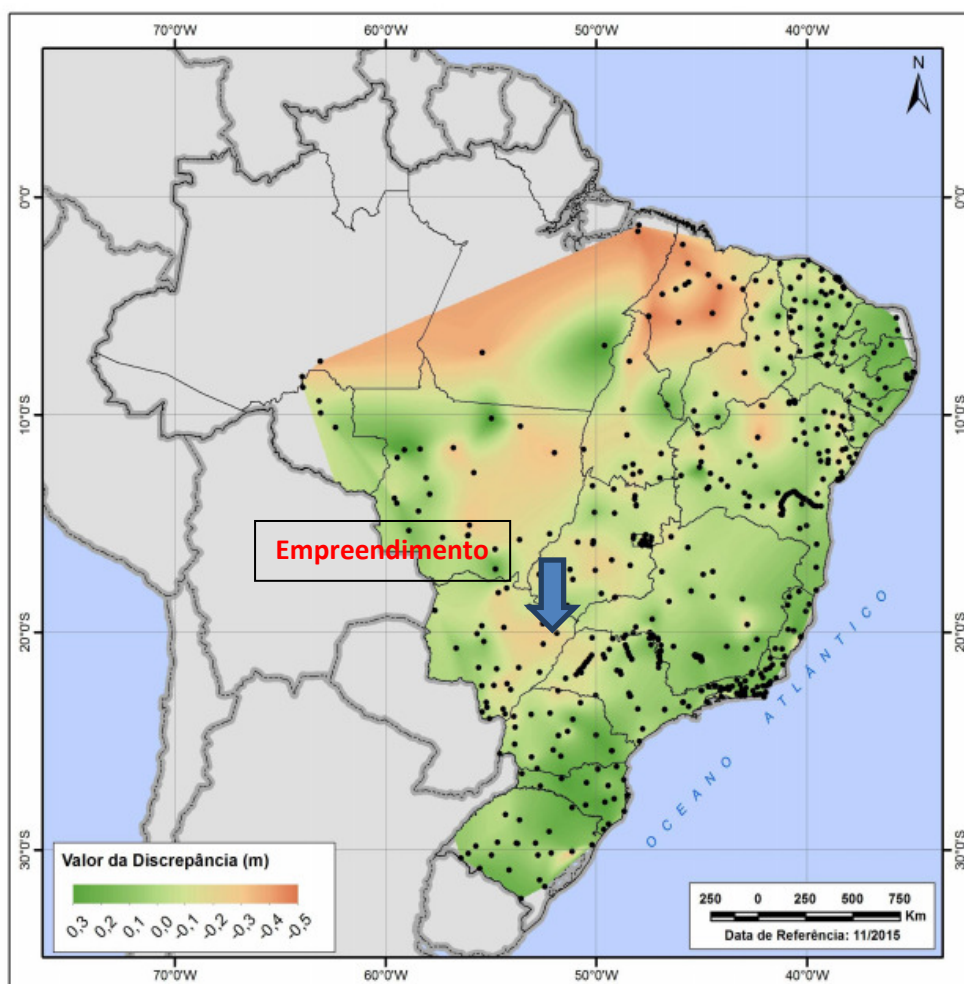 70°0'W 60°0'W 50°0'W 40°0'W
N
0°0' 0°0'
10°0'S 10°0'S
Empreendimento
20°0'S 20°0'S
OCEANO ATLÂNTICO
30°0'S 30°0'S
Valor da Discrepância (m)
0,3 0,2 0,1 0,0 -0,1 -0,2 -0,3 -0,4 -0,5
250 0 250 500 750
Km
Data de Referência: 11/2015
70°0'W 60°0'W 50°0'W 40°0'W